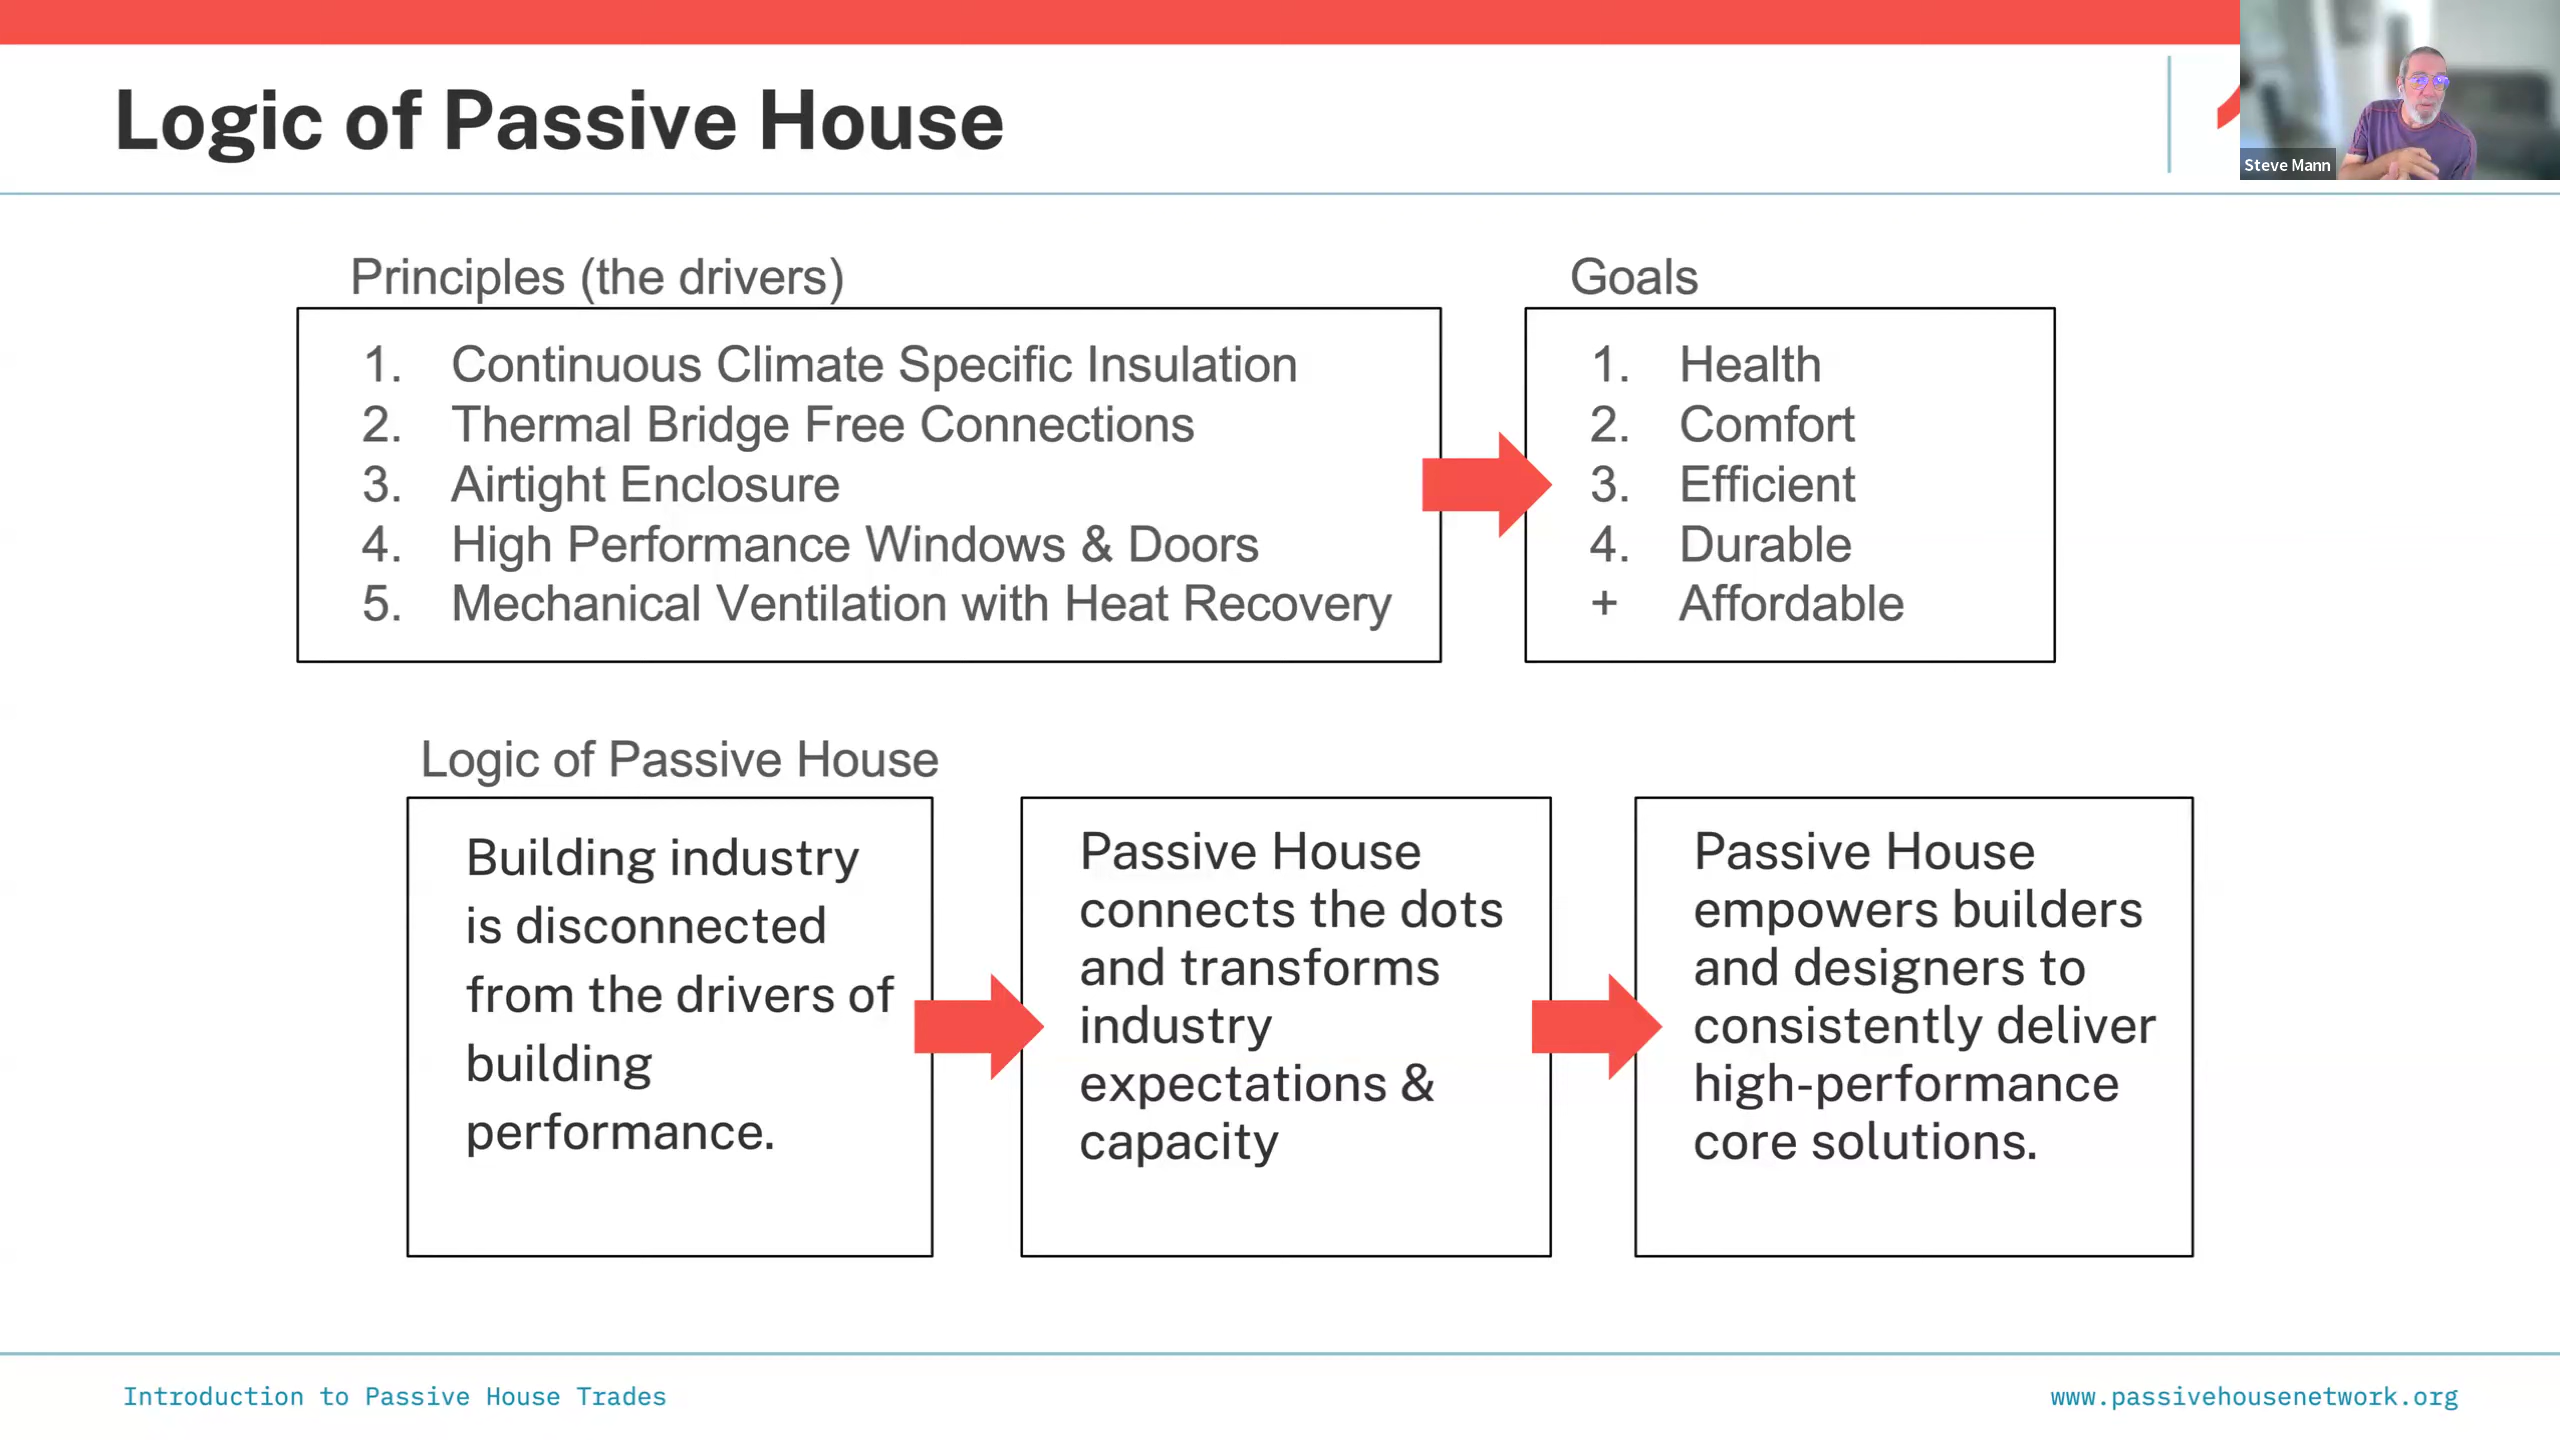 Logic of Passive House
Steve Mann
Principles (the drivers)
1. Continuous Climate Specific Insulation
2. Thermal Bridge Free Connections
3. Airtight Enclosure
4. High Performance Windows & Doors
5. Mechanical Ventilation with Heat Recovery
Goals
1. Health
2. Comfort
3. Efficient
4. Durable
+ Affordable
Logic of Passive House
Building industry
is disconnected
from the drivers of
building
performance.
Passive House
connects the dots
and transforms
industry
expectations &
capacity
Passive House
empowers builders
and designers to
consistently deliver
high-performance
core solutions.
Introduction to Passive House Trades
www.passivehousenetwork.org